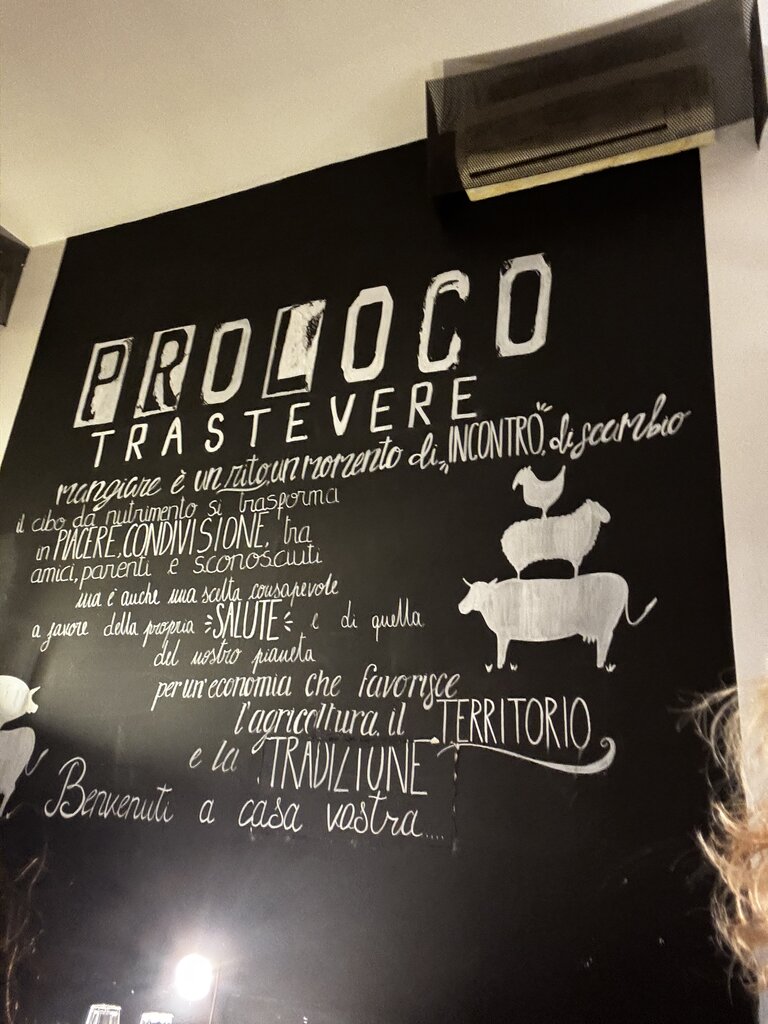 PROLOCO
TRASTEVERE
mangiare è un rito, un momento di "INCONTRO", di scambio
il cibo da nutrimento si trasforma
in PIACERE, CONDIVISIONE, tra
amici, parenti e sconosciuti
ma è anche una scelta consapevole
a favore della propria SALUTE e di quella
del nostro pianeta
per un'economia che favorisce
l'agricoltura, il TERRITORIO
e la TRADIZIONE
Benvenuti a casa vostra....